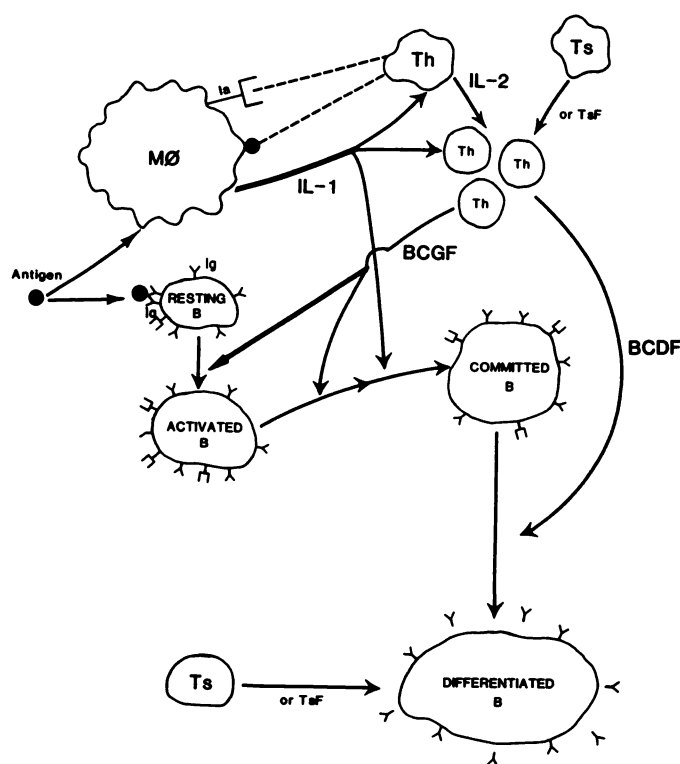 Th
Ts
Ia
IL-2
or TsF
MØ
Th
Th
IL-1
Th
BCGF
Antigen
Ig
RESTING
B
Ig
BCDF
COMMITTED
B
ACTIVATED
B
Ts
or TsF
DIFFERENTIATED
B